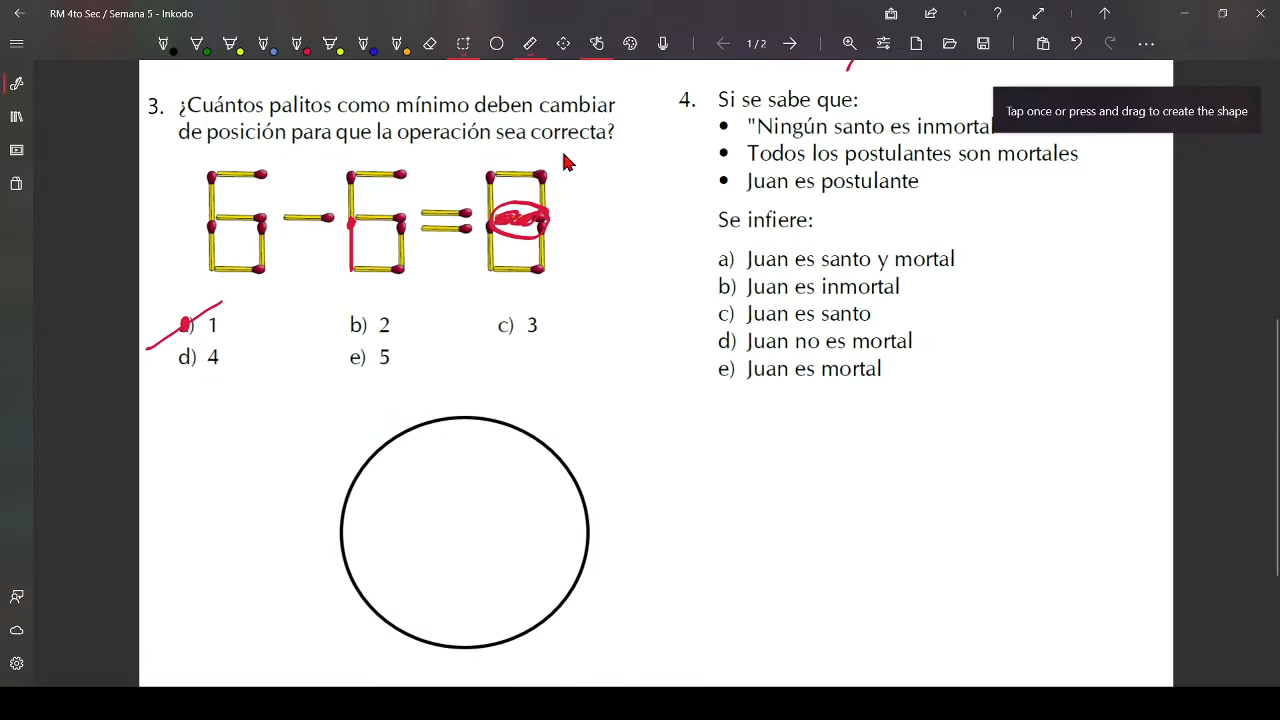 RM 4to Sec / Semana 5 - Inkodo
1/2
Tap once or press and drag to create the shape
3. ¿Cuántos palitos como mínimo deben cambiar
de posición para que la operación sea correcta?
a) 1
b) 2
c) 3
d) 4
e) 5
4. Si se sabe que:
• "Ningún santo es inmortal
• Todos los postulantes son mortales
• Juan es postulante
Se infiere:
a) Juan es santo y mortal
b) Juan es inmortal
c) Juan es santo
d) Juan no es mortal
e) Juan es mortal